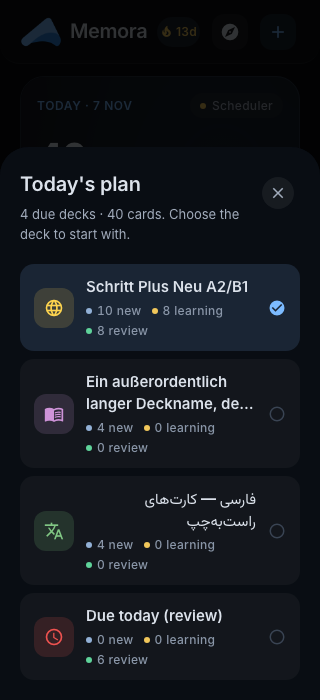 Memora
13d
TODAY · 7 NOV
Scheduler
Today's plan
4 due decks · 40 cards. Choose the
deck to start with.
Schritt Plus Neu A2/B1
10 new 8 learning
8 review
Ein außerordentlich
langer Deckname, de...
4 new 0 learning
0 review
فارسی — کارت‌های
راست‌به‌چپ
4 new 0 learning
0 review
Due today (review)
0 new 0 learning
6 review